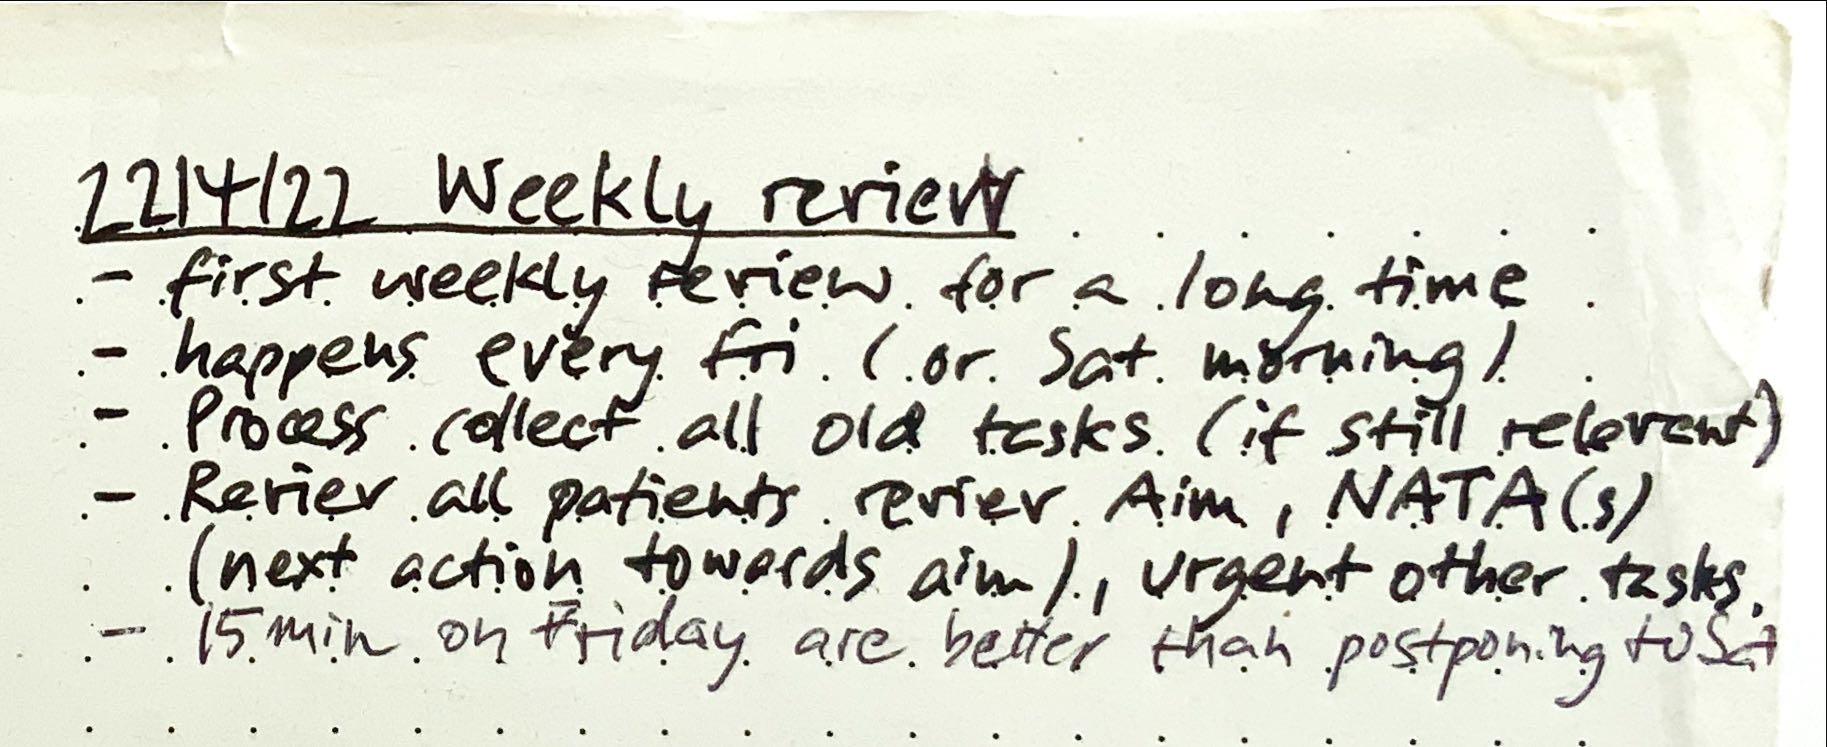 22/4/22 Weekly review
- first weekly review for a long time
- happens every fri (or Sat morning)
- Process collect all old tasks (if still relevant)
- Review all patients review Aim, NATA(s)
(next action towards aim), urgent other tasks.
- 15 min on Friday are better than postponing to Sat